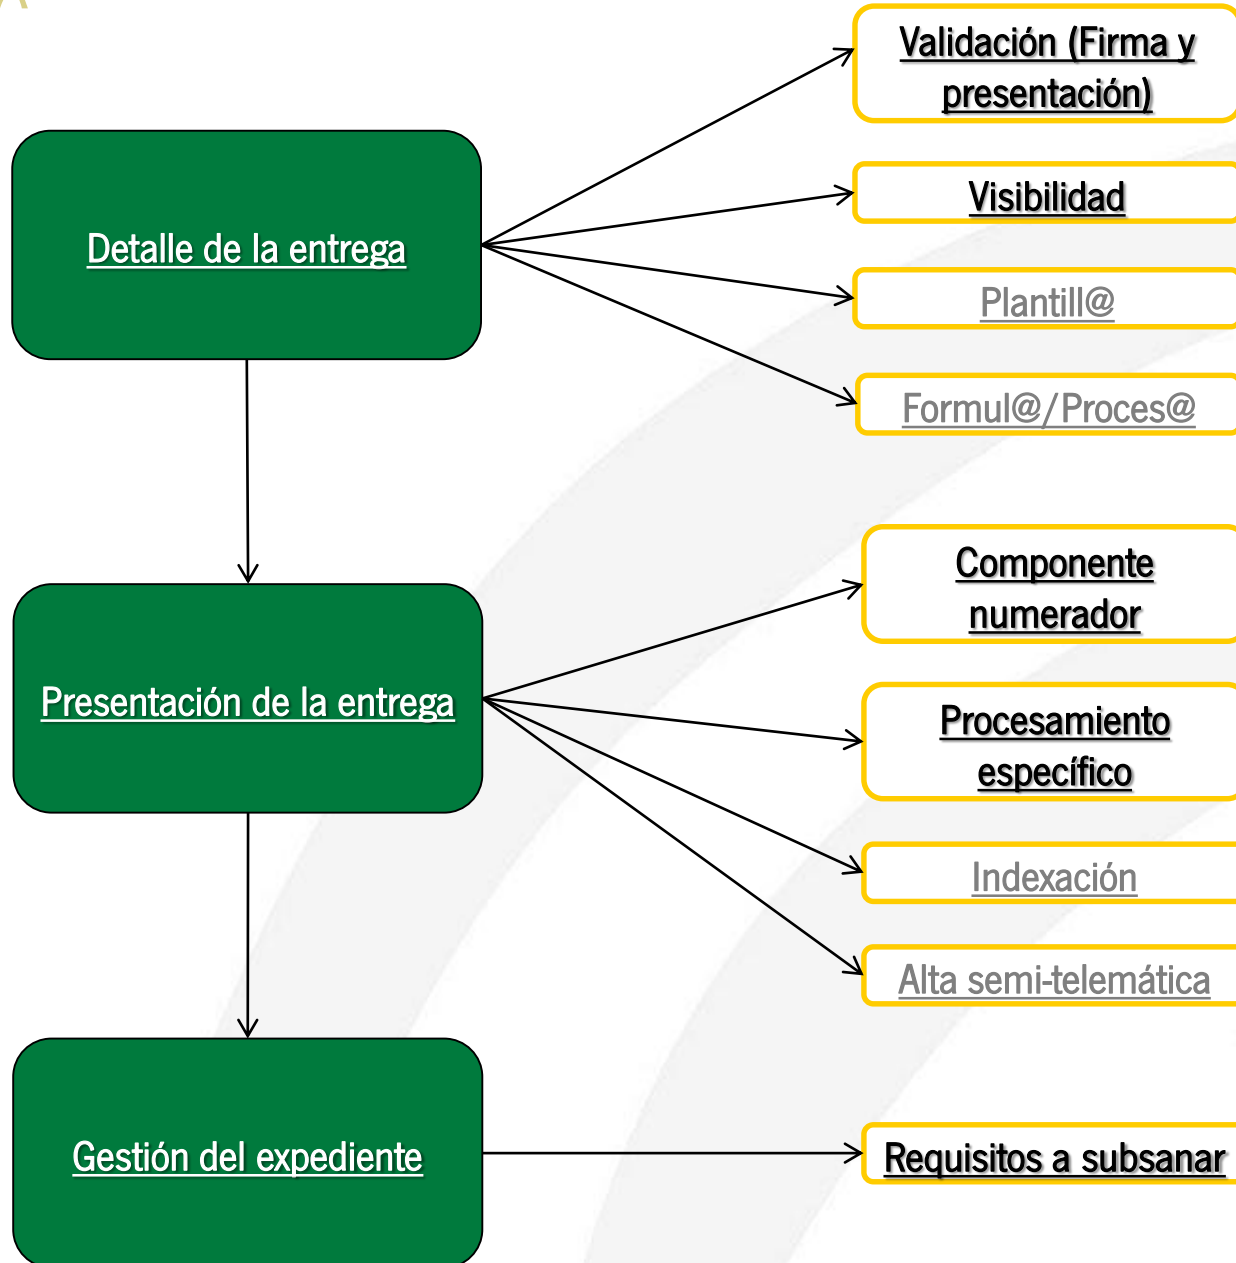 Validación (Firma y
presentación)
Detalle de la entrega
Visibilidad
Plantill@
Formul@/Proces@
Componente
numerador
Presentación de la entrega
Procesamiento
específico
Indexación
Alta semi-telemática
Gestión del expediente
Requisitos a subsanar